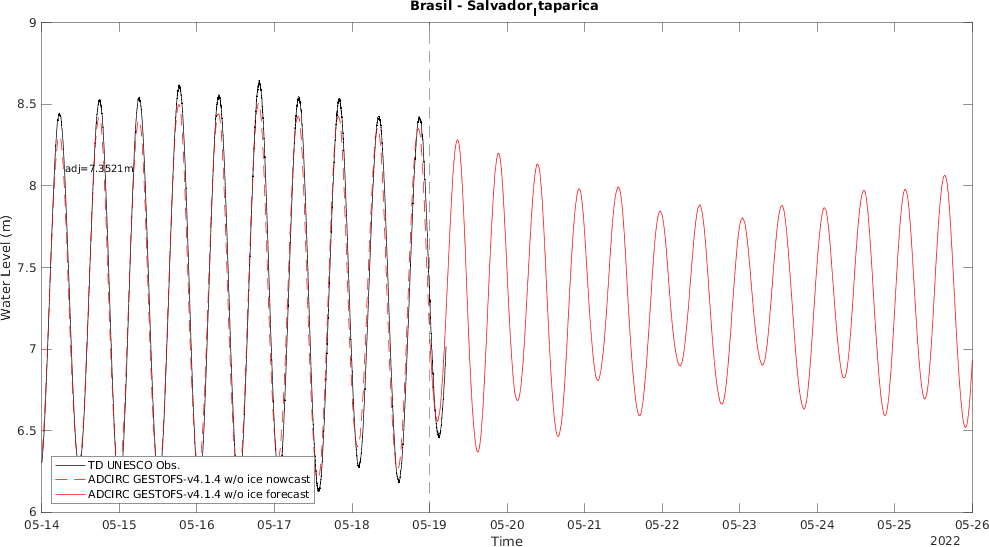 Brasil - Salvador_Itaparica
9
8.5
8
7.5
7
6.5
6
Water Level (m)
adj=7.3521m
TD UNESCO Obs.
ADCIRC GESTOFS-v4.1.4 w/o ice nowcast
ADCIRC GESTOFS-v4.1.4 w/o ice forecast
05-14 05-15 05-16 05-17 05-18 05-19 05-20 05-21 05-22 05-23 05-24 05-25 05-26
Time
2022